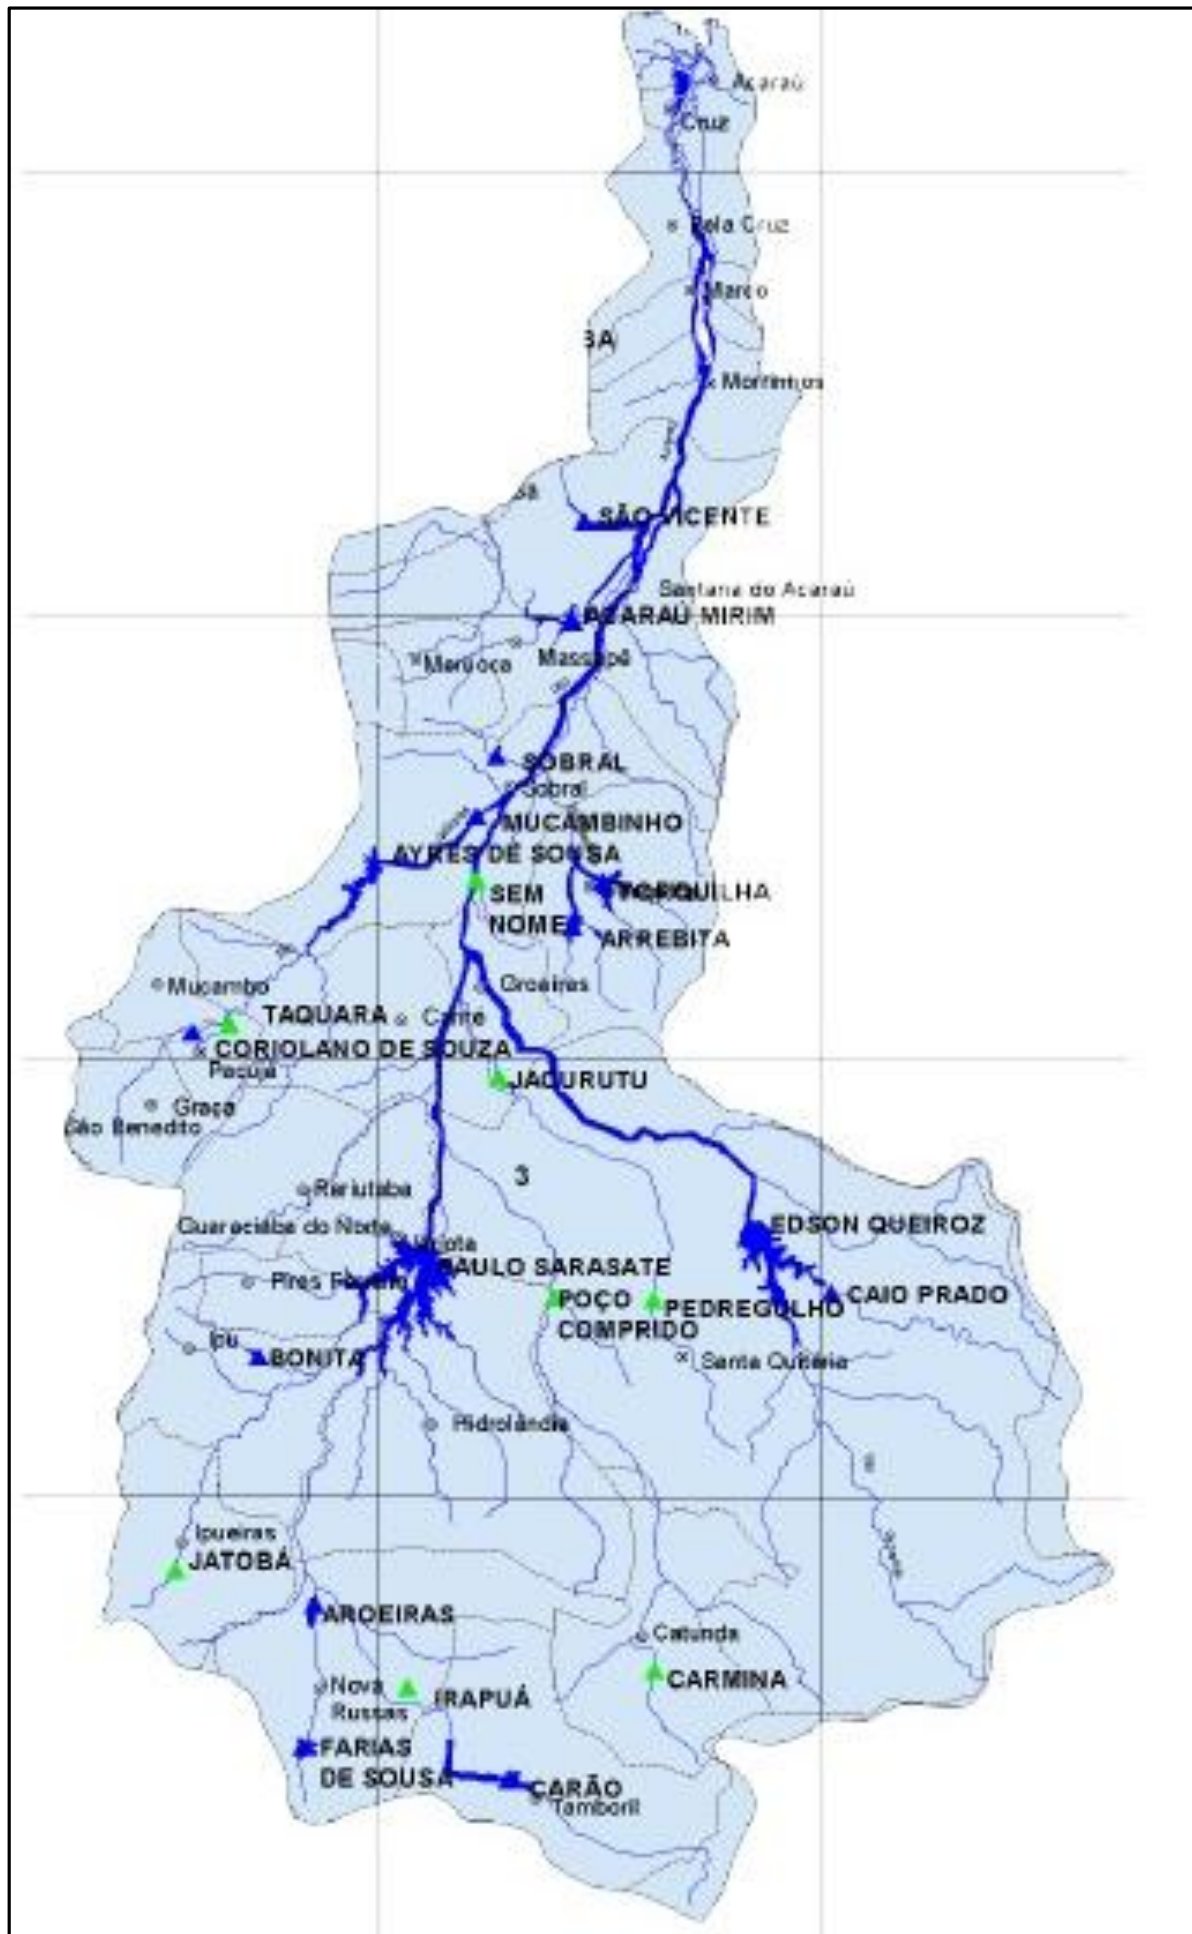 Acaraú
Cruz
Bela Cruz
Marco
BA
Morrinhos
SÃO VICENTE
Santana do Acaraú
ACARAÚ MIRIM
Massapê
Meruoca
SOBRAL
Sobral
MUCAMBINHO
AYRES DE SOUSA
SEM
NOME
FORQUILHA
ARREBITA
Groairas
Mucambo
TAQUARA
Cariré
CORIOLANO DE SOUZA
Pacujá
JACURUTU
Graça
São Benedito
3
Reriutaba
Guaraciaba do Norte
EDSON QUEIROZ
PAULO SARASATE
Pires
CAIO PRADO
POÇO
COMPRIDO
PEDREGULHO
Ipu
BONITA
Santa Quitéria
Hidrolândia
Ipueiras
JATOBÁ
AROEIRAS
Catunda
CARMINA
Nova
Russas
IRAPUÁ
FARIAS
DE SOUSA
CARÃO
Tamboril